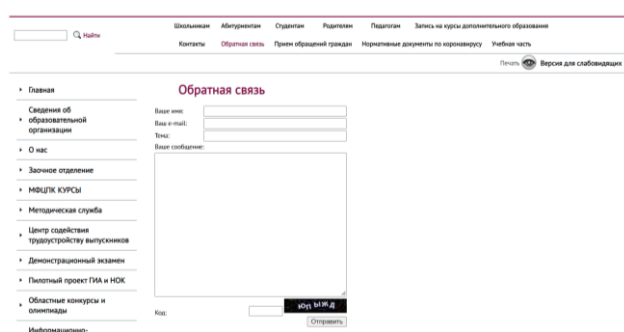 Найти
Школьникам Абитуриентам Студентам Родителям Педагогам Запись на курсы дополнительного образования
Контакты Обратная связь Прием обращений граждан Нормативные документы по коронавирусу Учебная часть
Печать Версия для слабовидящих
Главная
Сведения об
образовательной
организации
О нас
Заочное отделение
МФЦПК КУРСЫ
Методическая служба
Центр содействия
трудоустройству выпускников
Демонстрационный экзамен
Пилотный проект ГИА и НОК
Областные конкурсы и
олимпиады
Информационно-
Обратная связь
Ваше имя:
Ваш e-mail:
Тема:
Ваше сообщение:
Код:
Отправить